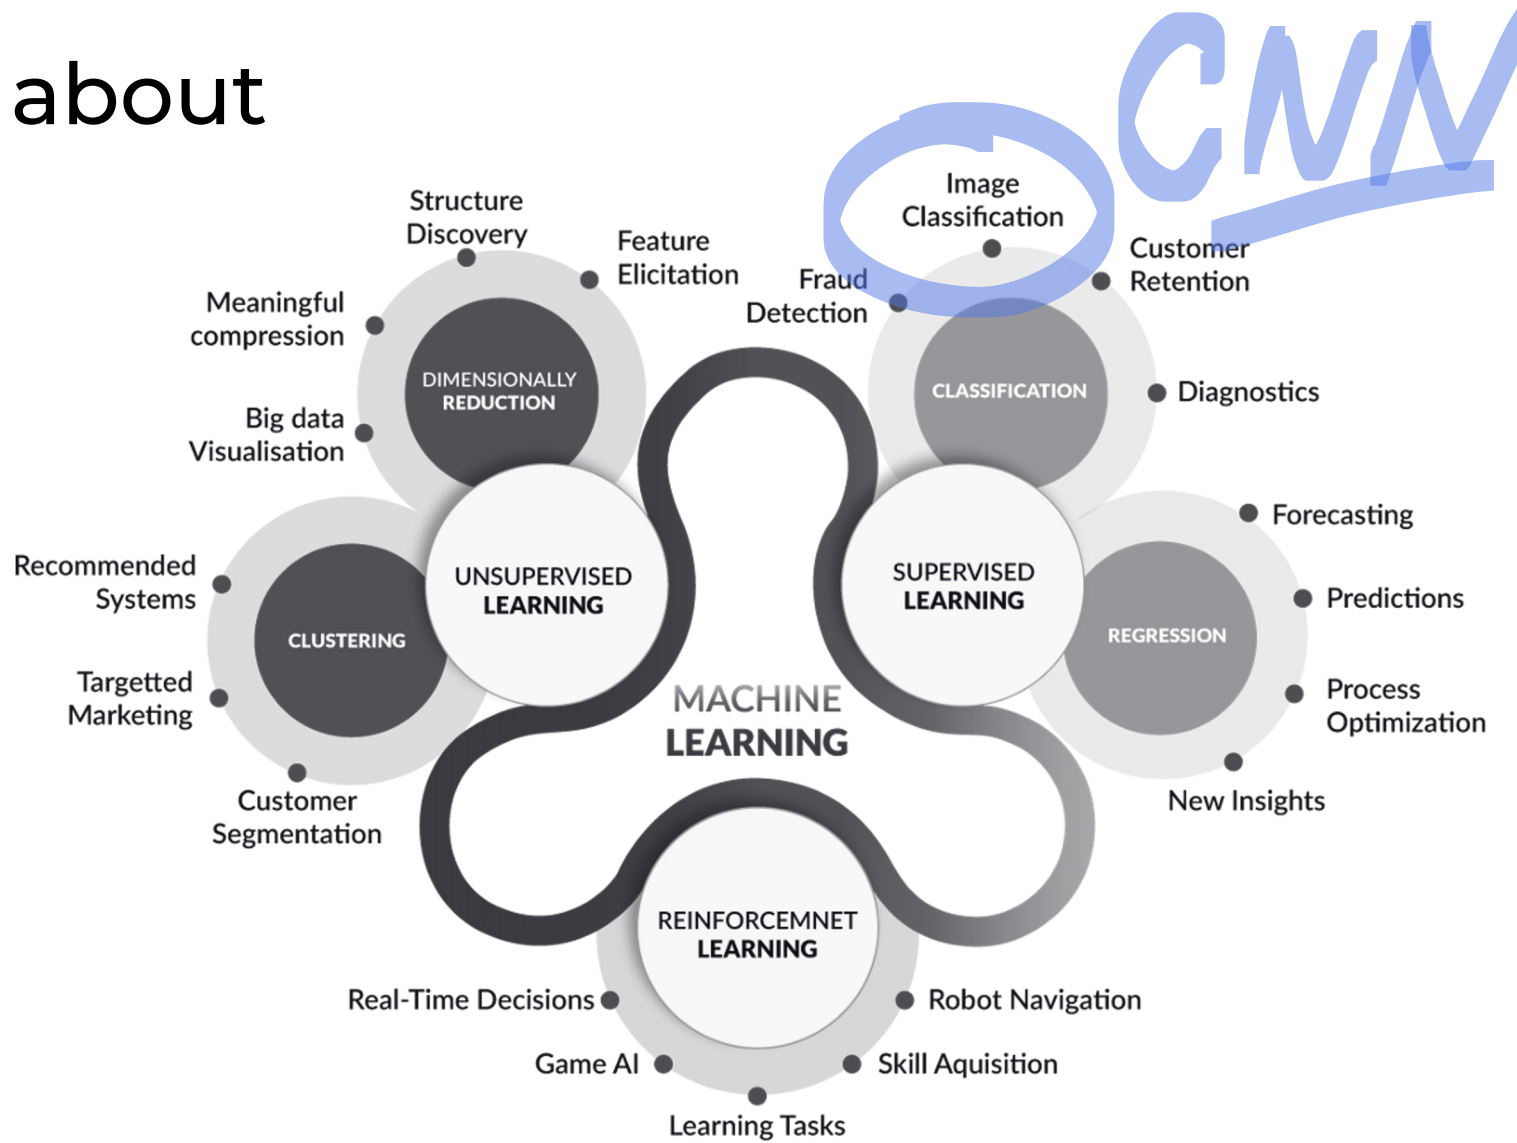 about
CNN
Structure
Discovery
Feature
Elicitation
Meaningful
compression
Big data
Visualisation
DIMENSIONALLY
REDUCTION
Image
Classification
Fraud
Detection
Customer
Retention
CLASSIFICATION
Diagnostics
UNSUPERVISED
LEARNING
SUPERVISED
LEARNING
Recommended
Systems
CLUSTERING
Targetted
Marketing
Customer
Segmentation
Forecasting
Predictions
REGRESSION
Process
Optimization
New Insights
MACHINE
LEARNING
REINFORCEMNET
LEARNING
Real-Time Decisions
Robot Navigation
Game AI
Skill Aquisition
Learning Tasks